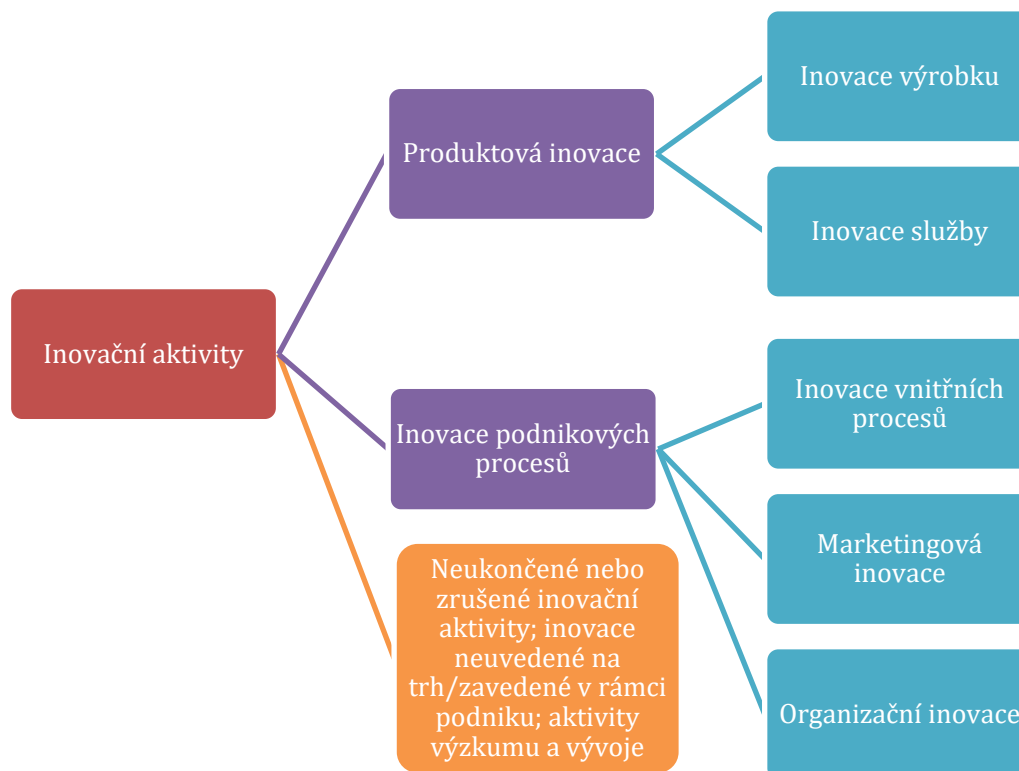 Inovační aktivity
Produktová inovace
Inovace výrobku
Inovace služby
Inovace podnikových
procesů
Inovace vnitřních
procesů
Marketingová
inovace
Organizační inovace
Neukončené nebo
zrušené inovační
aktivity; inovace
neuvedené na
trh/zavedené v rámci
podniku; aktivity
výzkumu a vývoje